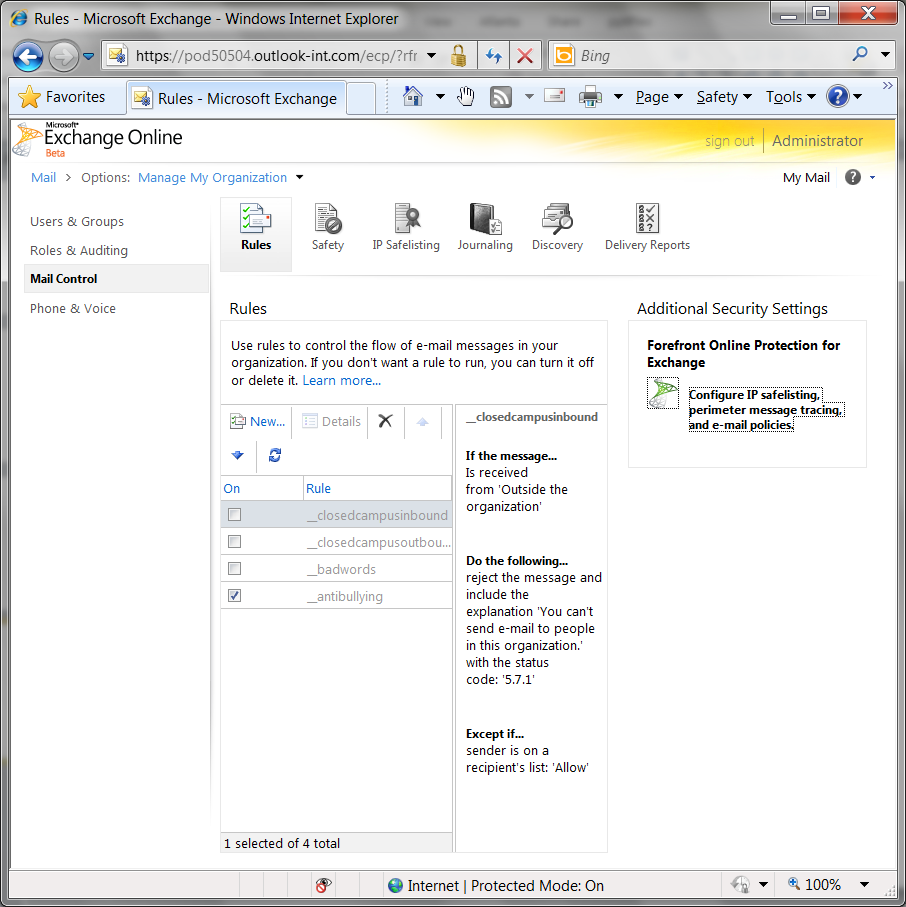 Rules - Microsoft Exchange - Windows Internet Explorer
https://pod50504.outlook-int.com/ecp/?rfr
Bing
Favorites
Rules - Microsoft Exchange
Page
Safety
Tools
Microsoft®
Exchange Online
Beta
sign out
Administrator
Mail > Options: Manage My Organization
My Mail
Users & Groups
Roles & Auditing
Mail Control
Phone & Voice
Rules
Safety
IP Safelisting
Journaling
Discovery
Delivery Reports
Rules
Use rules to control the flow of e-mail messages in your
organization. If you don't want a rule to run, you can turn it off
or delete it. Learn more...
New...
Details
On
Rule
__closedcampusinbound
__closedcampusoutbou...
__badwords
__antibullying
1 selected of 4 total
__closedcampusinbound
If the message...
Is received
from 'Outside the
organization'
Do the following...
reject the message and
include the
explanation 'You can't
send e-mail to people
in this organization.'
with the status
code: '5.7.1'
Except if...
sender is on a
recipient's list: 'Allow'
Additional Security Settings
Forefront Online Protection for
Exchange
Configure IP safelisting,
perimeter message tracing,
and e-mail policies.
Internet | Protected Mode: On
100%